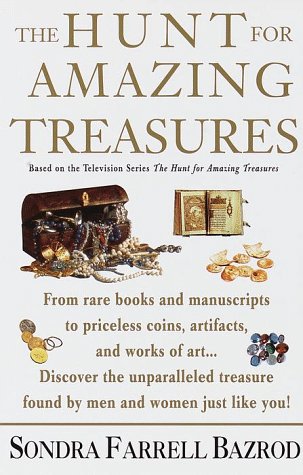 THE HUNT FOR
AMAZING
TREASURES
Based on the Television Series The Hunt for Amazing Treasures
From rare books and manuscripts
to priceless coins, artifacts,
and works of art...
Discover the unparalleled treasure
found by men and women just like you!
SONDRA FARRELL BAZROD